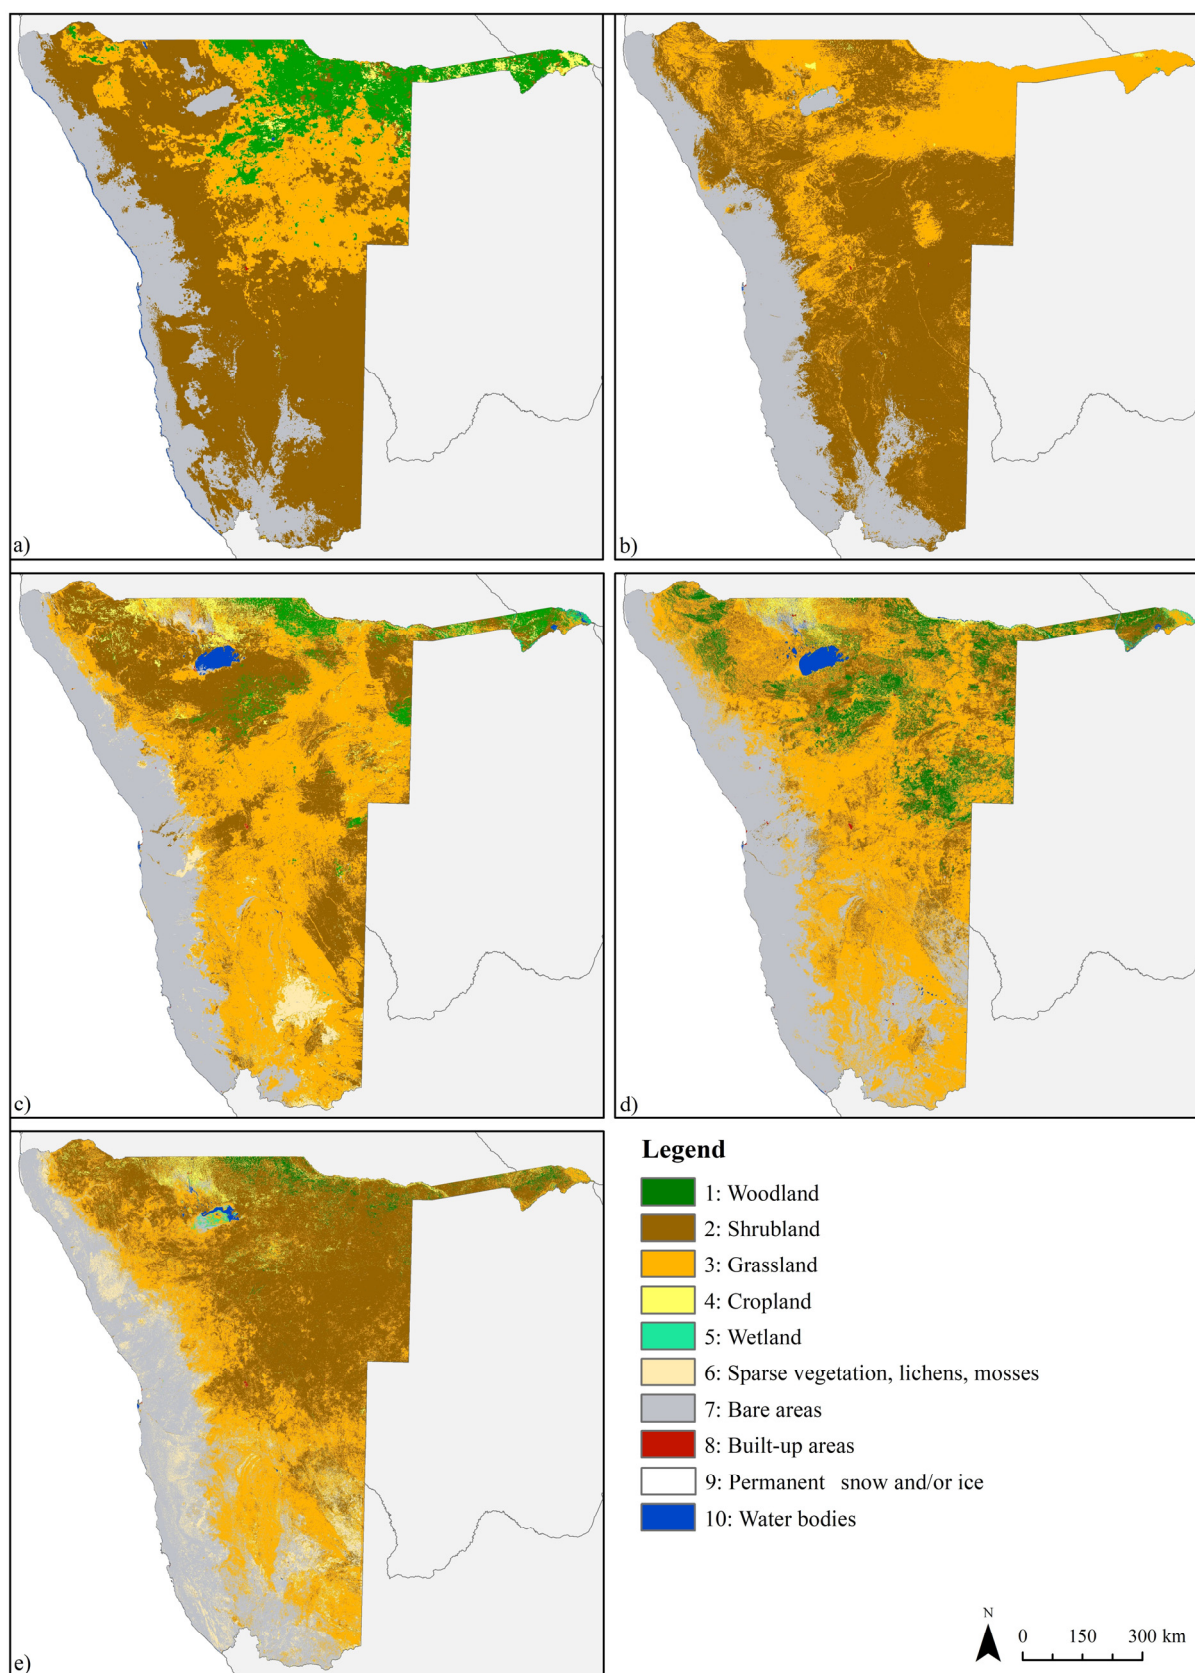 a)
b)
c)
d)
e)
Legend
1: Woodland
2: Shrubland
3: Grassland
4: Cropland
5: Wetland
6: Sparse vegetation, lichens, mosses
7: Bare areas
8: Built-up areas
9: Permanent snow and/or ice
10: Water bodies
N
0 150 300 km